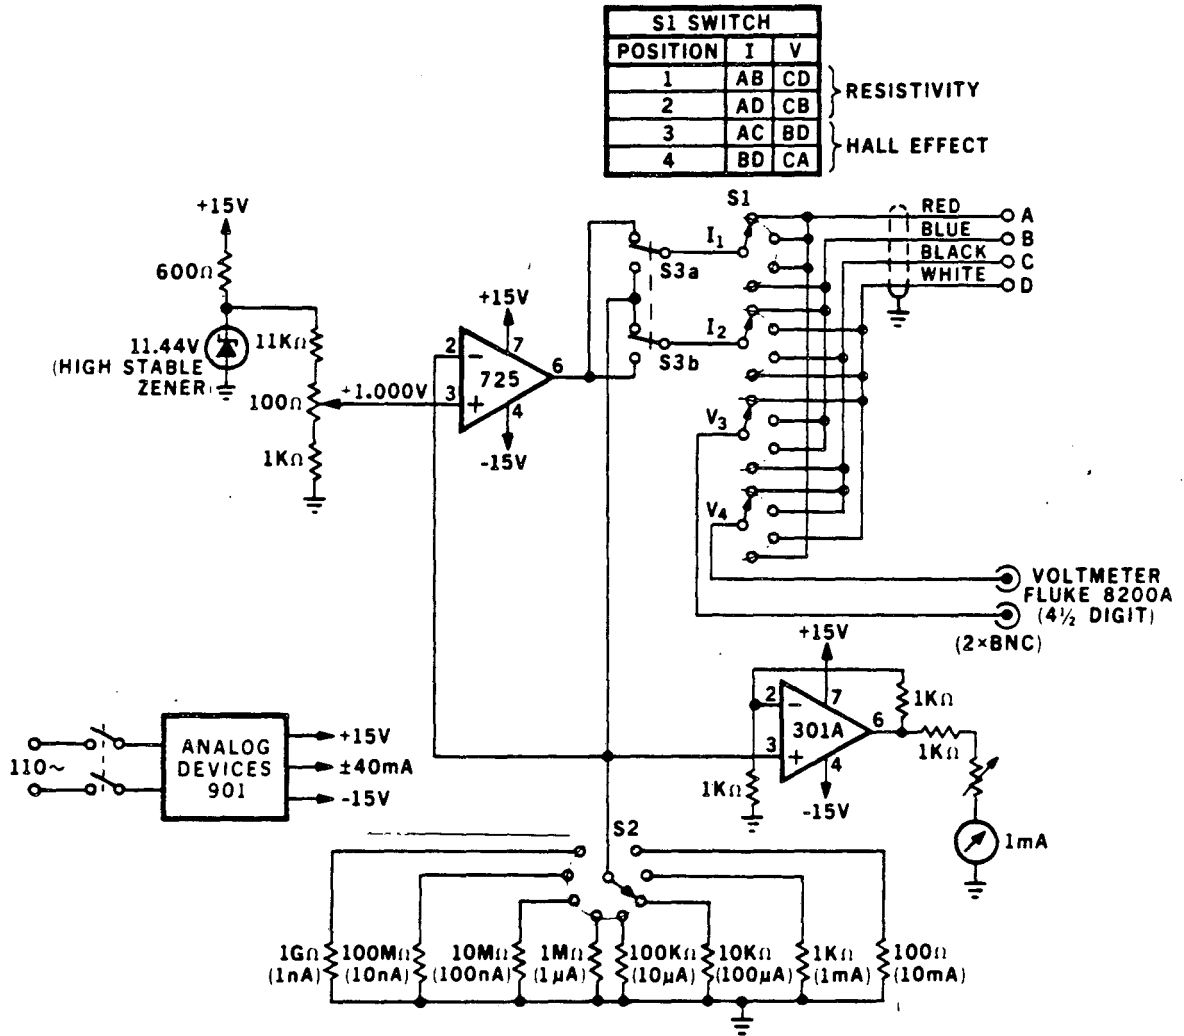 S1 SWITCH
POSITION I V
1 AB CD
2 AD CB
RESISTIVITY
3 AC BD
4 BD CA
HALL EFFECT
S1
RED
A
BLUE
B
BLACK
C
WHITE
D
+15V
600Ω
11.44V
(HIGH STABLE
ZENER)
11KΩ
100Ω
+1.000V
1KΩ
+15V
2
−
7
725
6
3
+
4
-15V
S3a
S3b
I1
I2
V3
V4
VOLTMETER
FLUKE 8200A
(4½ DIGIT)
(2×BNC)
+15V
2
−
7
301A
6
3
+
4
-15V
1KΩ
1KΩ
1KΩ
1mA
110~
ANALOG
DEVICES
901
+15V
±40mA
-15V
S2
1GΩ
(1nA)
100MΩ
(10nA)
10MΩ
(100nA)
1MΩ
(1µA)
100KΩ
(10µA)
10KΩ
(100µA)
1KΩ
(1mA)
100Ω
(10mA)